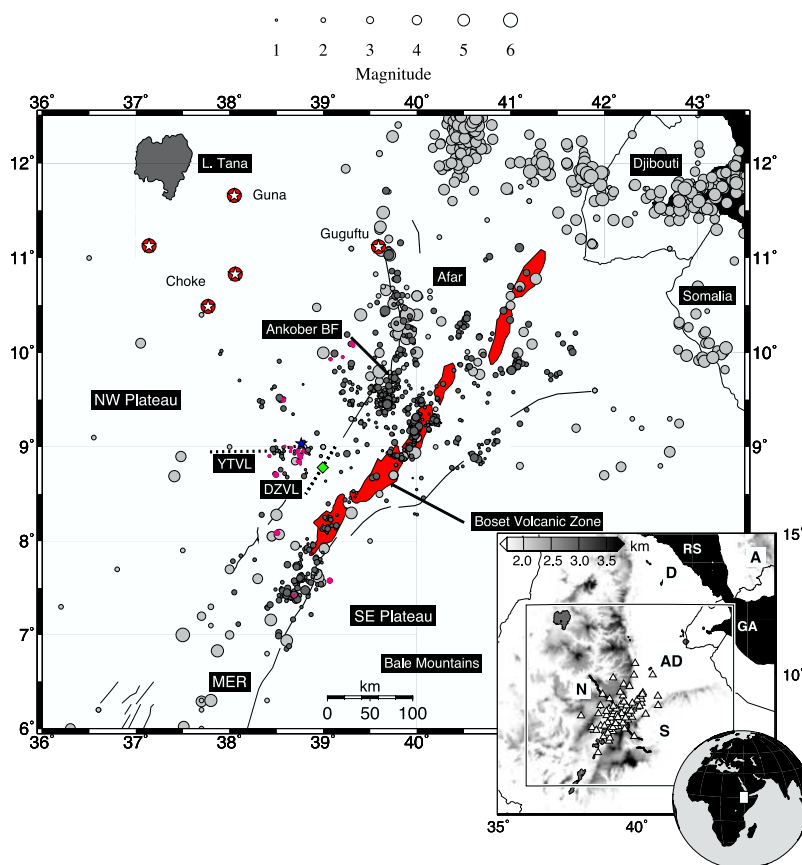 1 2 3 4 5 6
Magnitude
36˚ 37˚ 38˚ 39˚ 40˚ 41˚ 42˚ 43˚
12˚ 12˚
L. Tana
Djibouti
Guna
Guguftu
11˚ 11˚
Afar
Choke
Somalia
Ankober BF
10˚ 10˚
NW Plateau
9˚ 9˚
YTVL
DZVL
Boset Volcanic Zone
8˚ 8˚
15˚
km
2.0 2.5 3.0 3.5
RS
A
D
SE Plateau
7˚ 7˚
GA
Bale Mountains
AD
10˚
MER
km
N
0 50 100
S
6˚ 6˚
36˚ 37˚ 38˚ 39˚ 40˚ 41˚ 42˚ 43˚
35˚ 40˚